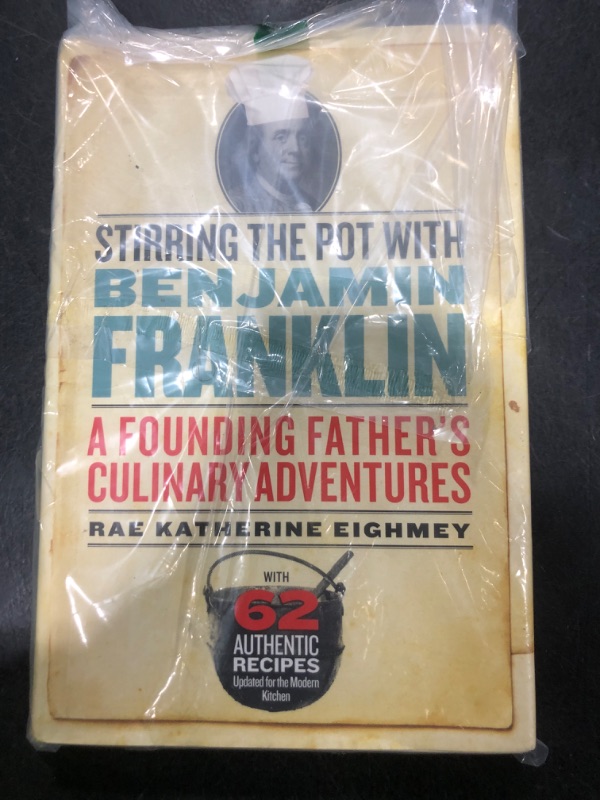 STIRRING THE POT WITH
BENJAMIN
FRANKLIN
A FOUNDING FATHER'S
CULINARY ADVENTURES
RAE KATHERINE EIGHMEY
WITH
62
AUTHENTIC
RECIPES
Updated for the Modern
Kitchen